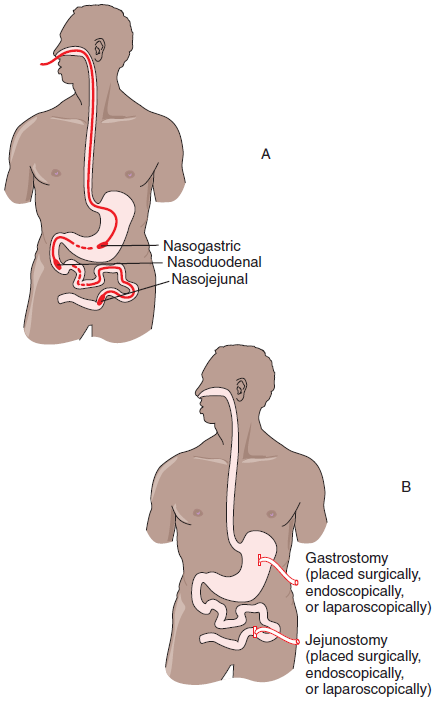 A
Nasogastric
Nasoduodenal
Nasojejunal
B
Gastrostomy
(placed surgically,
endoscopically,
or laparoscopically)
Jejunostomy
(placed surgically,
endoscopically,
or laparoscopically)